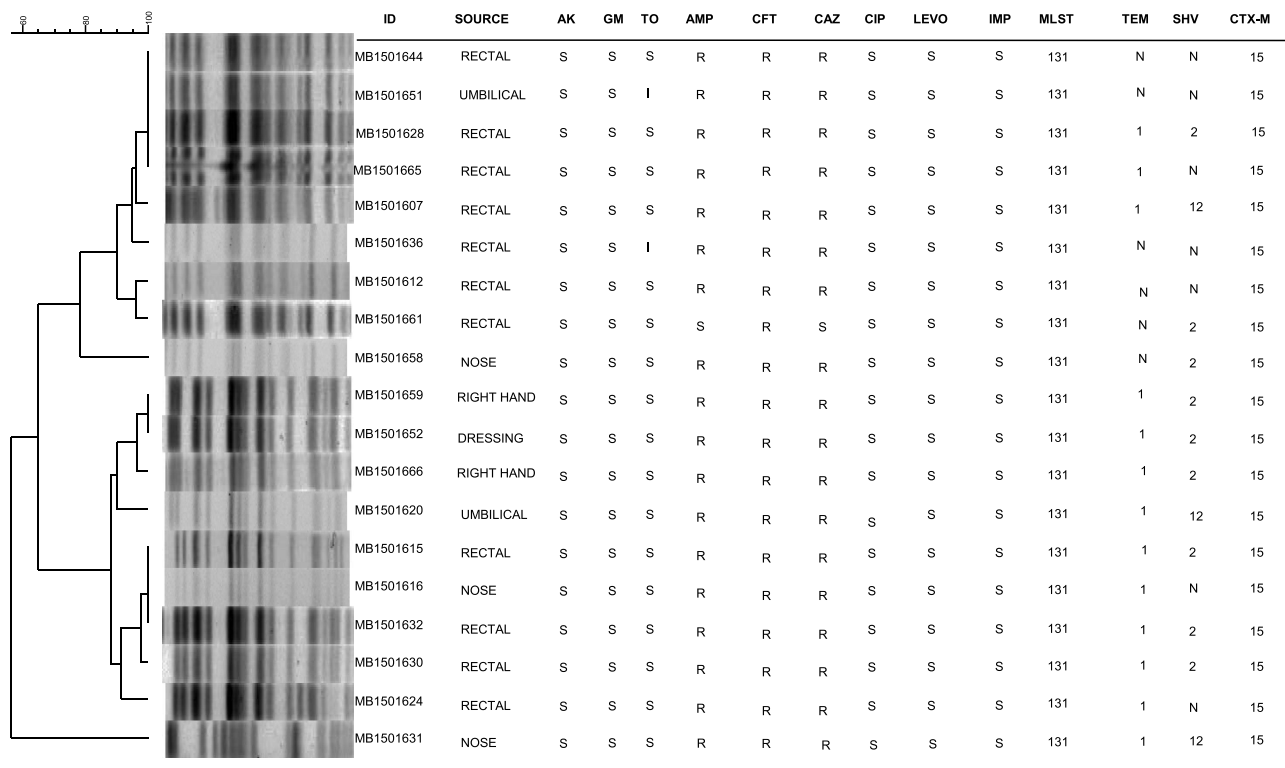 60 80 100
ID SOURCE AK GM TO AMP CFT CAZ CIP LEVO IMP MLST TEM SHV CTX-M
MB1501644 RECTAL S S S R R R S S S 131 N N 15
MB1501651 UMBILICAL S S I R R R S S S 131 N N 15
MB1501628 RECTAL S S S R R R S S S 131 1 2 15
MB1501665 RECTAL S S S R R R S S S 131 1 N 15
MB1501607 RECTAL S S S R R R S S S 131 1 12 15
MB1501636 RECTAL S S I R R R S S S 131 N N 15
MB1501612 RECTAL S S S R R R S S S 131 N N 15
MB1501661 RECTAL S S S S R S S S S 131 N 2 15
MB1501658 NOSE S S S R R R S S S 131 N 2 15
MB1501659 RIGHT HAND S S S R R R S S S 131 1 2 15
MB1501652 DRESSING S S S R R R S S S 131 1 2 15
MB1501666 RIGHT HAND S S S R R R S S S 131 1 2 15
MB1501620 UMBILICAL S S S R R R S S S 131 1 12 15
MB1501615 RECTAL S S S R R R S S S 131 1 2 15
MB1501616 NOSE S S S R R R S S S 131 1 N 15
MB1501632 RECTAL S S S R R R S S S 131 1 2 15
MB1501630 RECTAL S S S R R R S S S 131 1 2 15
MB1501624 RECTAL S S S R R R S S S 131 1 N 15
MB1501631 NOSE S S S R R R S S S 131 1 12 15